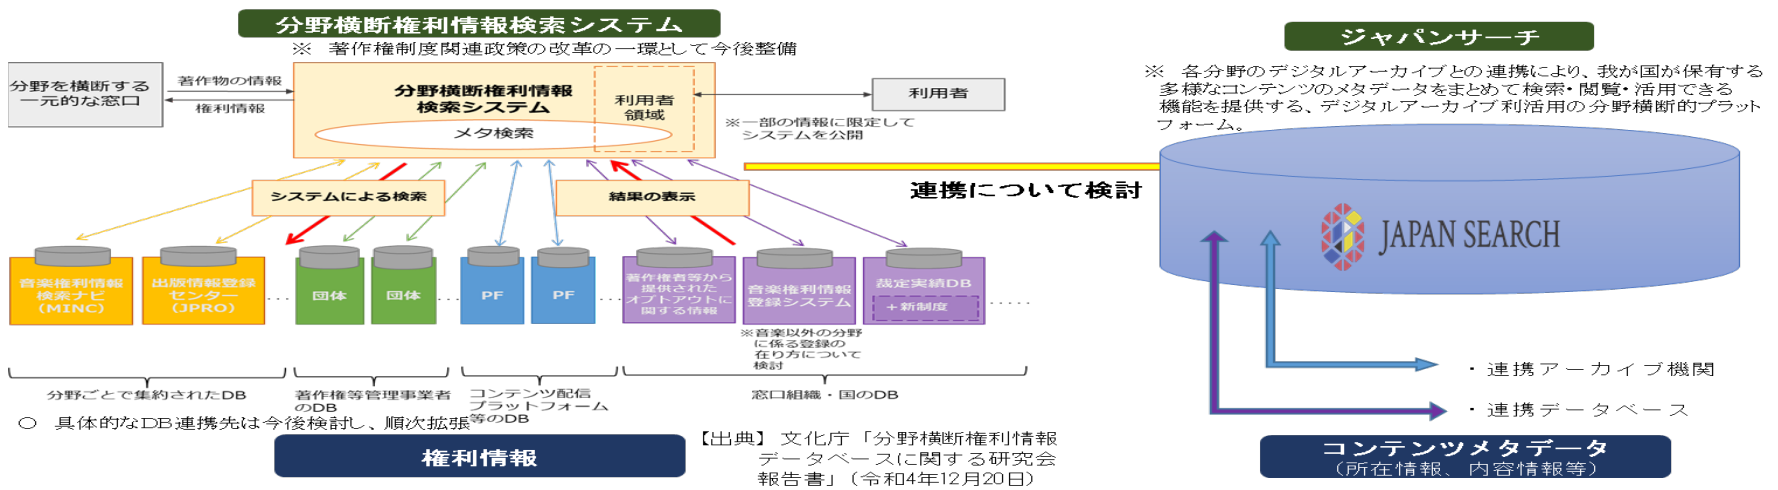 分野横断権利情報検索システム
※ 著作権制度関連政策の改革の一環として今後整備
分野を横断する
一元的な窓口
著作物の情報
権利情報
分野横断権利情報
検索システム
メタ検索
利用者
領域
利用者
※一部の情報に限定して
システムを公開
システムによる検索
結果の表示
音楽権利情報
検索ナビ
(MINC)
出版情報登録
センター
(JPRO)
団体
団体
PF
PF
著作権者等から
提供された
オプトアウトに
関する情報
音楽権利情報
登録システム
裁定実績DB
＋新制度
※音楽以外の分野
に係る登録の
在り方について
検討
分野ごとで集約されたDB
著作権等管理事業者
のDB
コンテンツ配信
プラットフォーム
等のDB
窓口組織・国のDB
○ 具体的なDB連携先は今後検討し、順次拡張
権利情報
【出典】 文化庁「分野横断権利情報
データベースに関する研究会
報告書」（令和4年12月20日）
連携について検討
ジャパンサーチ
※ 各分野のデジタルアーカイブとの連携により、我が国が保有する
多様なコンテンツのメタデータをまとめて検索・閲覧・活用できる
機能を提供する、デジタルアーカイブ利活用の分野横断的プラット
フォーム。
JAPAN SEARCH
・連携アーカイブ機関
・連携データベース
コンテンツメタデータ
（所在情報、内容情報等）